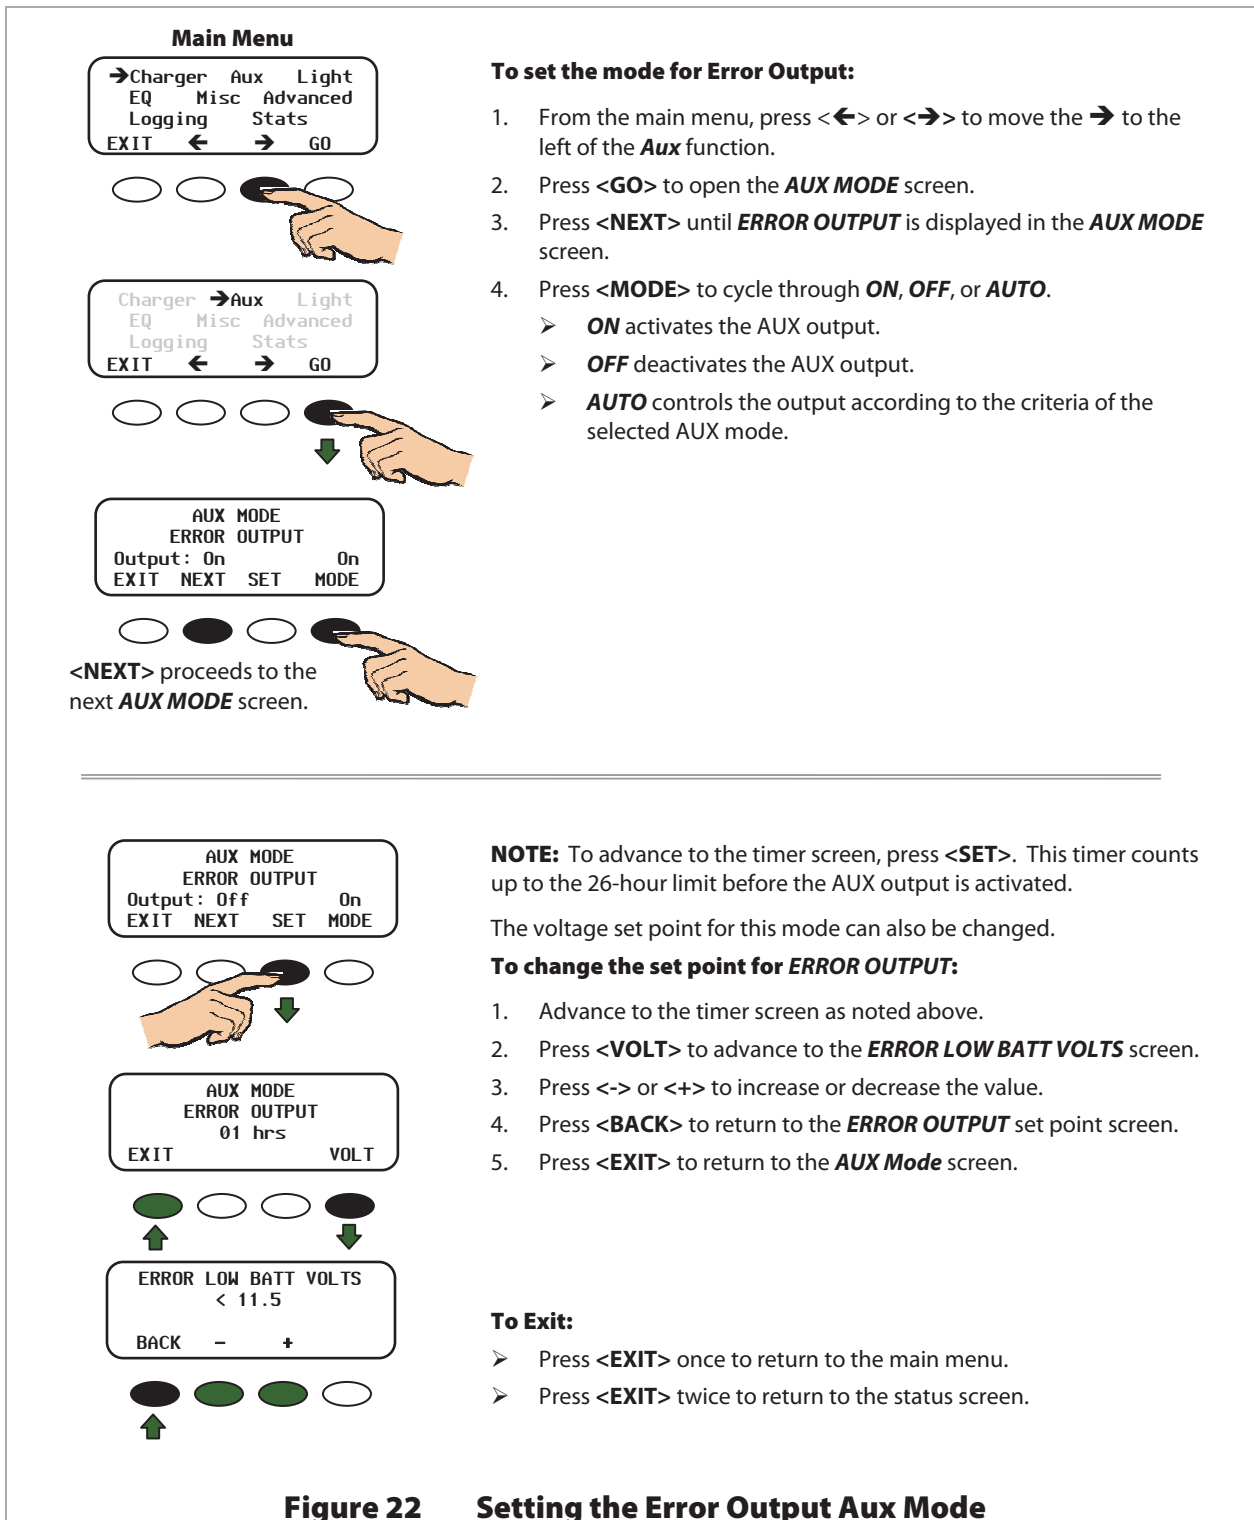 Main Menu
➔Charger Aux Light
EQ Misc Advanced
Logging Stats
EXIT ← → GO
Charger ➔Aux Light
EQ Misc Advanced
Logging Stats
EXIT ← → GO
AUX MODE
ERROR OUTPUT
Output: On On
EXIT NEXT SET MODE
<NEXT> proceeds to the
next AUX MODE screen.
To set the mode for Error Output:
1. From the main menu, press <←> or <→> to move the ➔ to the
left of the Aux function.
2. Press <GO> to open the AUX MODE screen.
3. Press <NEXT> until ERROR OUTPUT is displayed in the AUX MODE
screen.
4. Press <MODE> to cycle through ON, OFF, or AUTO.
➢ ON activates the AUX output.
➢ OFF deactivates the AUX output.
➢ AUTO controls the output according to the criteria of the
selected AUX mode.
AUX MODE
ERROR OUTPUT
Output: Off On
EXIT NEXT SET MODE
AUX MODE
ERROR OUTPUT
01 hrs
EXIT VOLT
ERROR LOW BATT VOLTS
< 11.5
BACK - +
NOTE: To advance to the timer screen, press <SET>. This timer counts
up to the 26-hour limit before the AUX output is activated.
The voltage set point for this mode can also be changed.
To change the set point for ERROR OUTPUT:
1. Advance to the timer screen as noted above.
2. Press <VOLT> to advance to the ERROR LOW BATT VOLTS screen.
3. Press <-> or <+> to increase or decrease the value.
4. Press <BACK> to return to the ERROR OUTPUT set point screen.
5. Press <EXIT> to return to the AUX Mode screen.
To Exit:
➢ Press <EXIT> once to return to the main menu.
➢ Press <EXIT> twice to return to the status screen.
Figure 22 Setting the Error Output Aux Mode